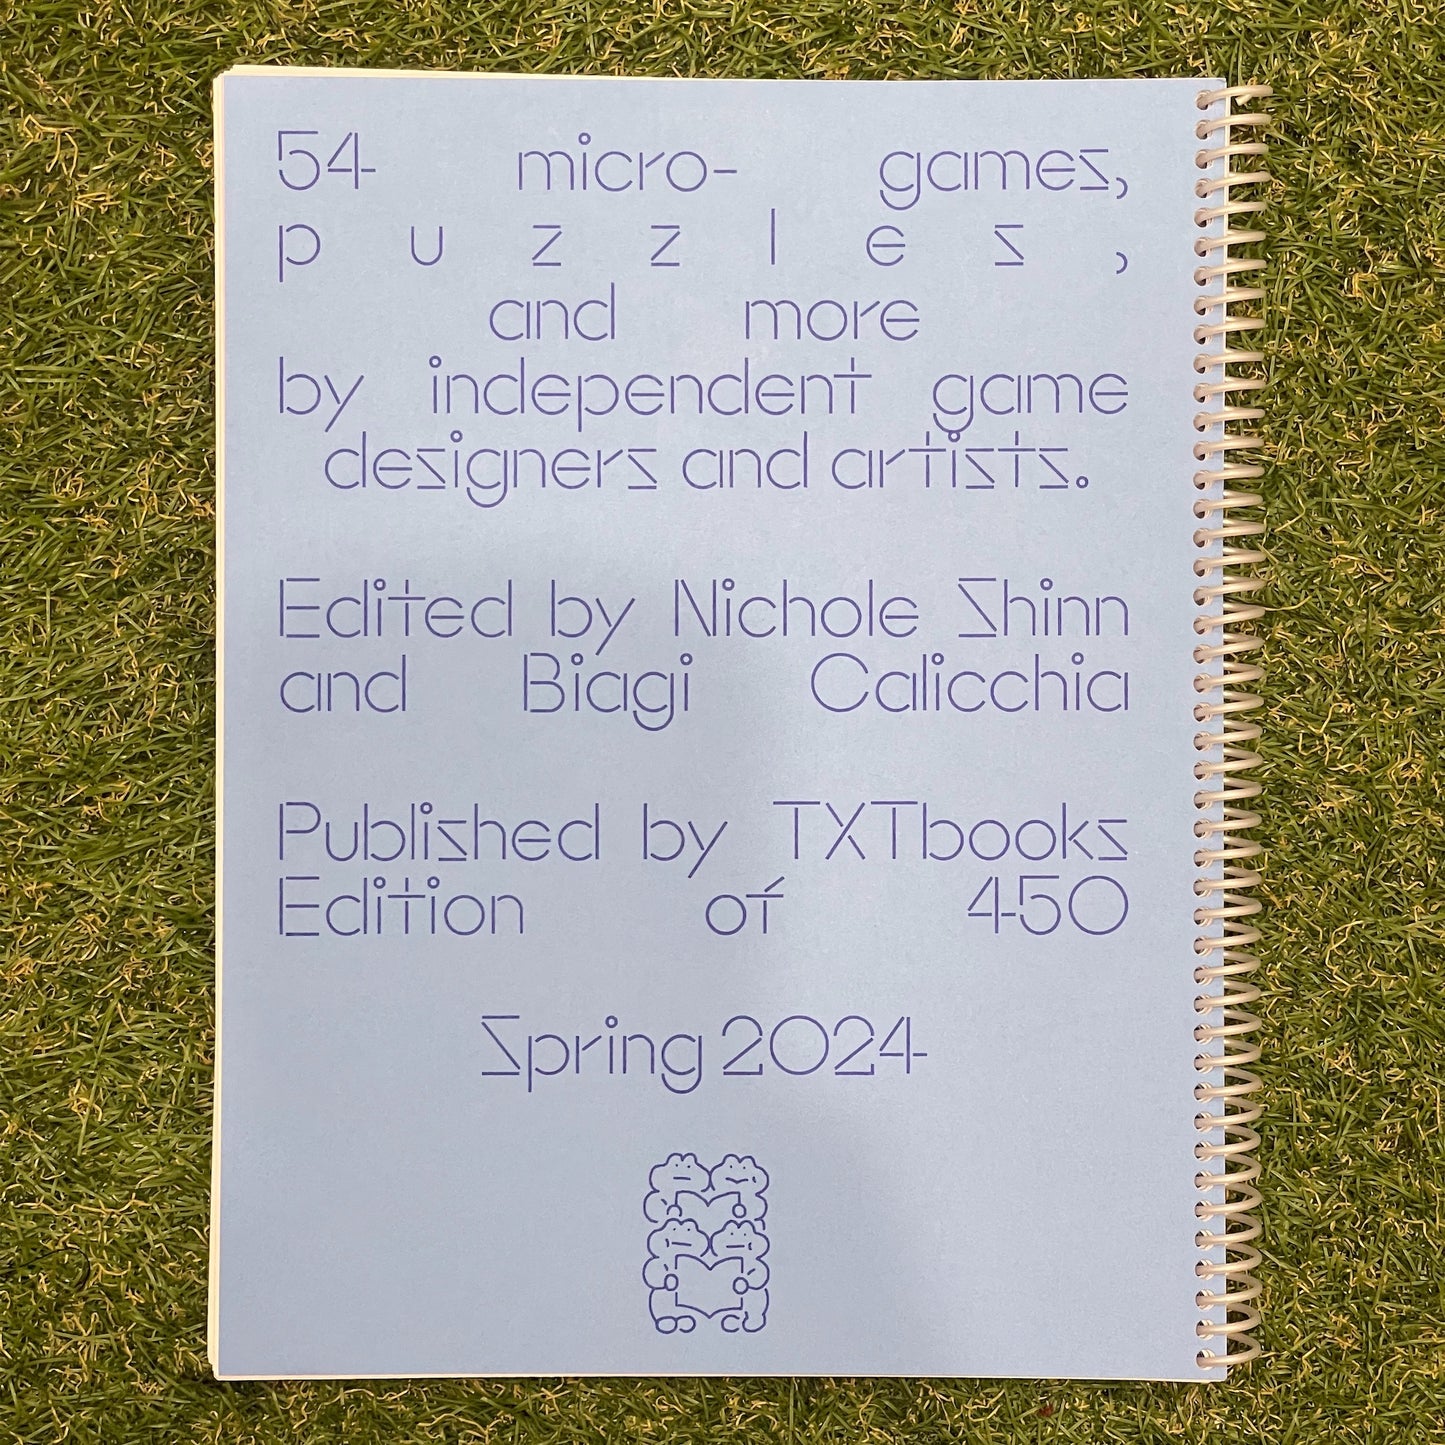 54 micro- games,
puzzles,
and more
by independent game
designers and artists.
Edited by Nichole Shinn
and Biagi Calicchia
Published by TXTbooks
Edition of 450
Spring 2024